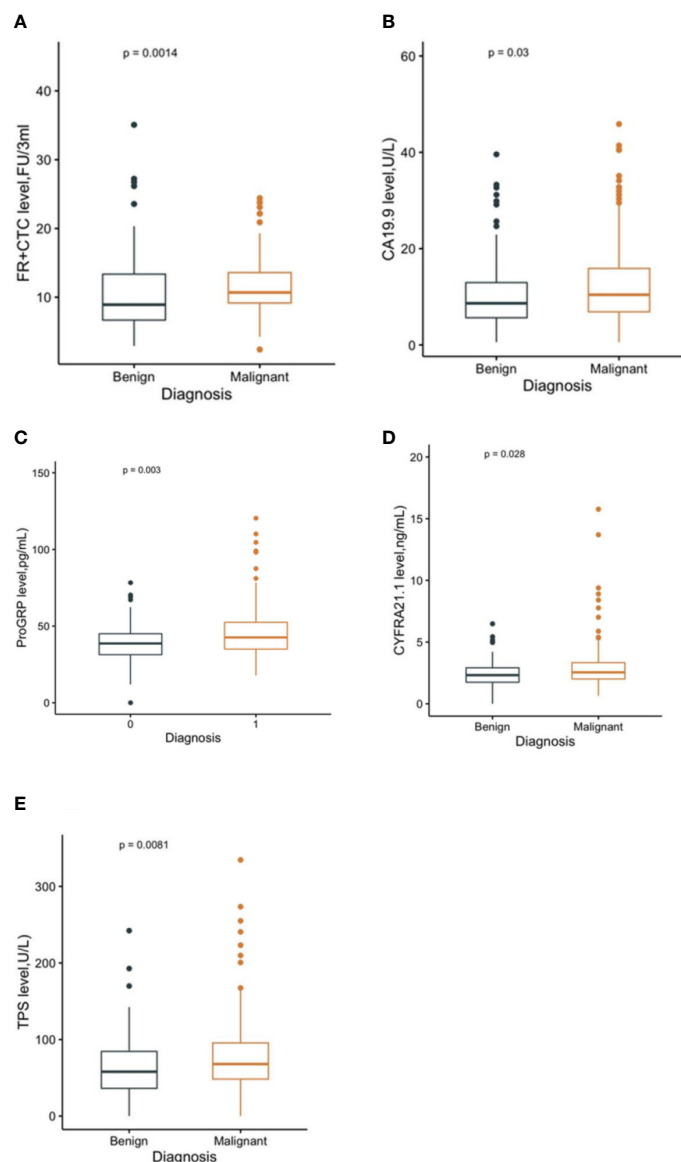 A
p = 0.0014
FR+CTC level,FU/3ml
40
30
20
10
Benign
Malignant
Diagnosis
B
p = 0.03
CA19.9 level,U/L)
60
40
20
0
Benign
Malignant
Diagnosis
C
p = 0.003
ProGRP level,pg/mL)
150
100
50
0
0
1
Diagnosis
D
p = 0.028
CYFRA21.1 level,ng/mL)
20
15
10
5
0
Benign
Malignant
Diagnosis
E
p = 0.0081
TPS level,U/L)
300
200
100
0
Benign
Malignant
Diagnosis